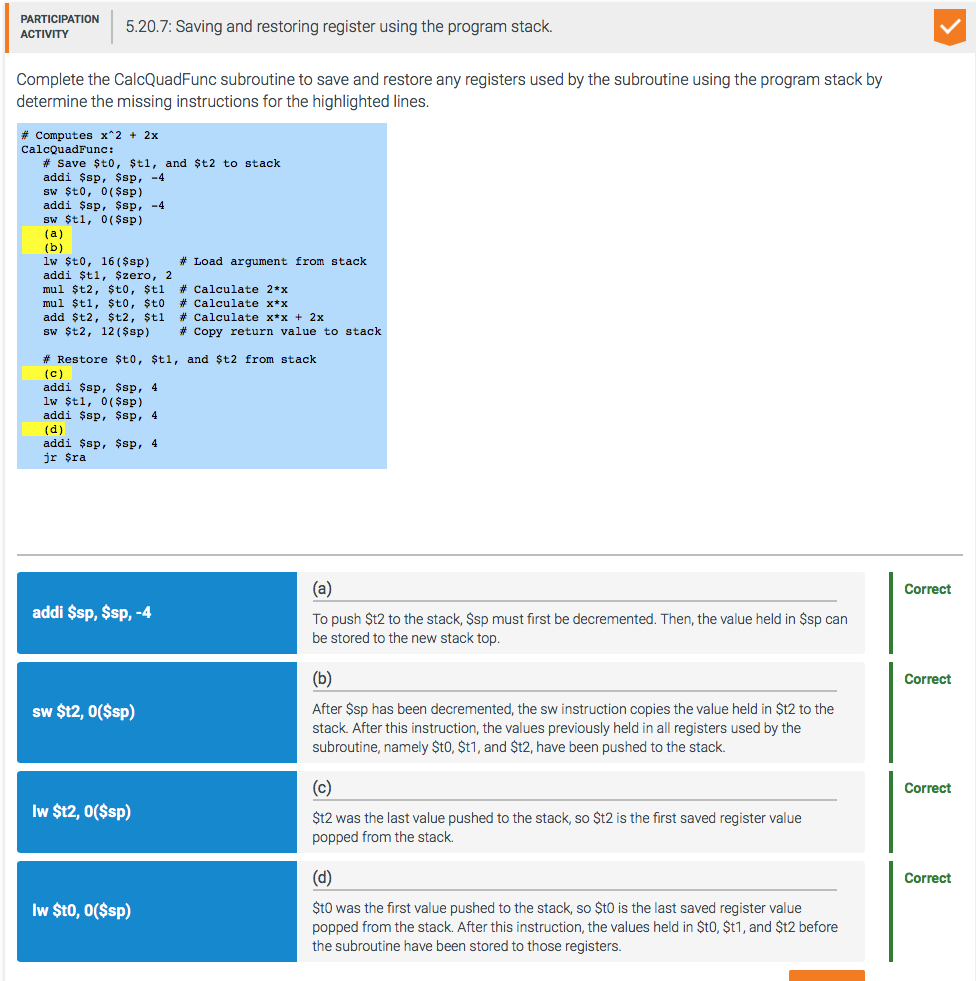 PARTICIPATION
ACTIVITY
5.20.7: Saving and restoring register using the program stack.
Complete the CalcQuadFunc subroutine to save and restore any registers used by the subroutine using the program stack by
determine the missing instructions for the highlighted lines.
# Computes x^2 + 2x
CalcQuadFunc:
# Save $t0, $t1, and $t2 to stack
addi $sp, $sp, -4
sw $t0, 0($sp)
addi $sp, $sp, -4
sw $t1, 0($sp)
(a)
(b)
lw $t0, 16($sp) # Load argument from stack
addi $t1, $zero, 2
mul $t2, $t0, $t1 # Calculate 2*x
mul $t1, $t0, $t0 # Calculate x*x
add $t2, $t2, $t1 # Calculate x*x + 2x
sw $t2, 12($sp) # Copy return value to stack
# Restore $t0, $t1, and $t2 from stack
(c)
addi $sp, $sp, 4
lw $t1, 0($sp)
addi $sp, $sp, 4
(d)
addi $sp, $sp, 4
jr $ra
addi $sp, $sp, -4
(a)
To push $t2 to the stack, $sp must first be decremented. Then, the value held in $sp can
be stored to the new stack top.
Correct
sw $t2, 0($sp)
(b)
After $sp has been decremented, the sw instruction copies the value held in $t2 to the
stack. After this instruction, the values previously held in all registers used by the
subroutine, namely $t0, $t1, and $t2, have been pushed to the stack.
Correct
lw $t2, 0($sp)
(c)
$t2 was the last value pushed to the stack, so $t2 is the first saved register value
popped from the stack.
Correct
lw $t0, 0($sp)
(d)
$t0 was the first value pushed to the stack, so $t0 is the last saved register value
popped from the stack. After this instruction, the values held in $t0, $t1, and $t2 before
the subroutine have been stored to those registers.
Correct